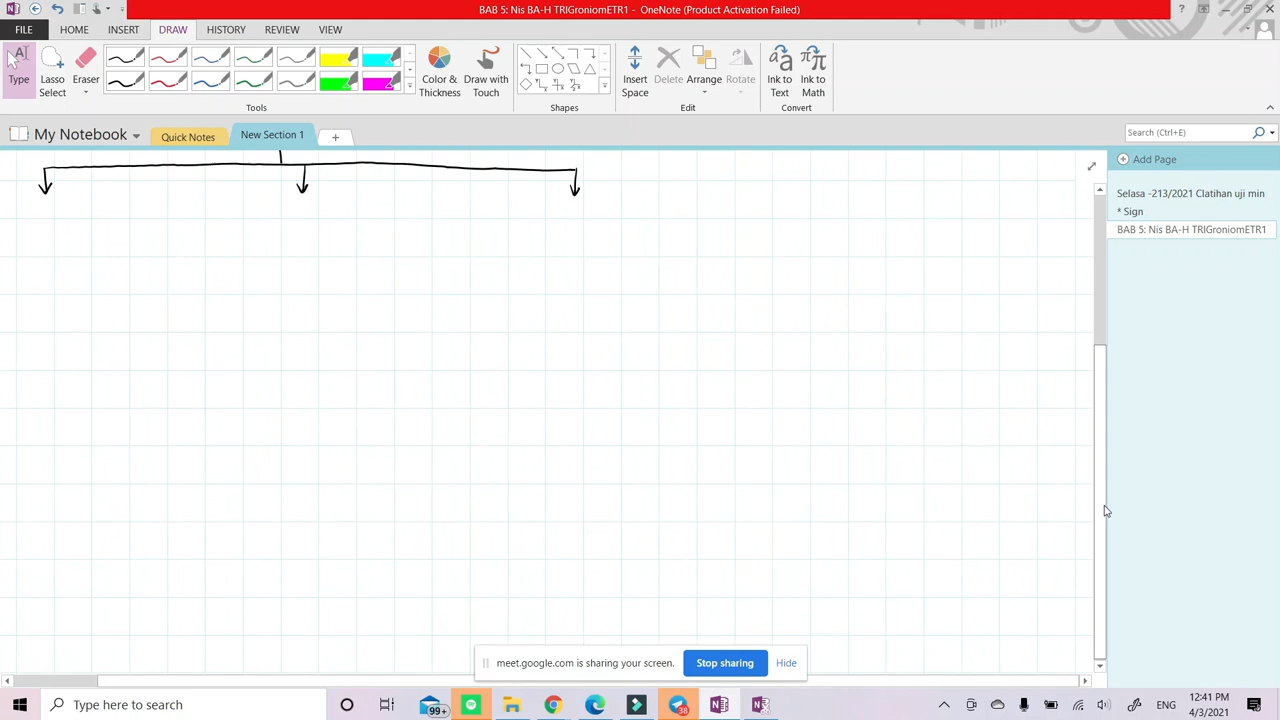 BAB 5: Nis BA-H TRIGroniomETR1 - OneNote (Product Activation Failed)
FILE HOME INSERT DRAW HISTORY REVIEW VIEW
Type
Lasso Select
Eraser
Color & Thickness
Draw with Touch
Insert Space
Delete
Arrange
Rotate
Ink to Text
Ink to Math
Tools Shapes Edit Convert
My Notebook Quick Notes New Section 1
Search (Ctrl+E)
Add Page
Selasa -213/2021 Clatihan uji min
* Sign
BAB 5: Nis BA-H TRIGroniomETR1
meet.google.com is sharing your screen. Stop sharing Hide
Type here to search
99+
38
ENG
12:41 PM
4/3/2021